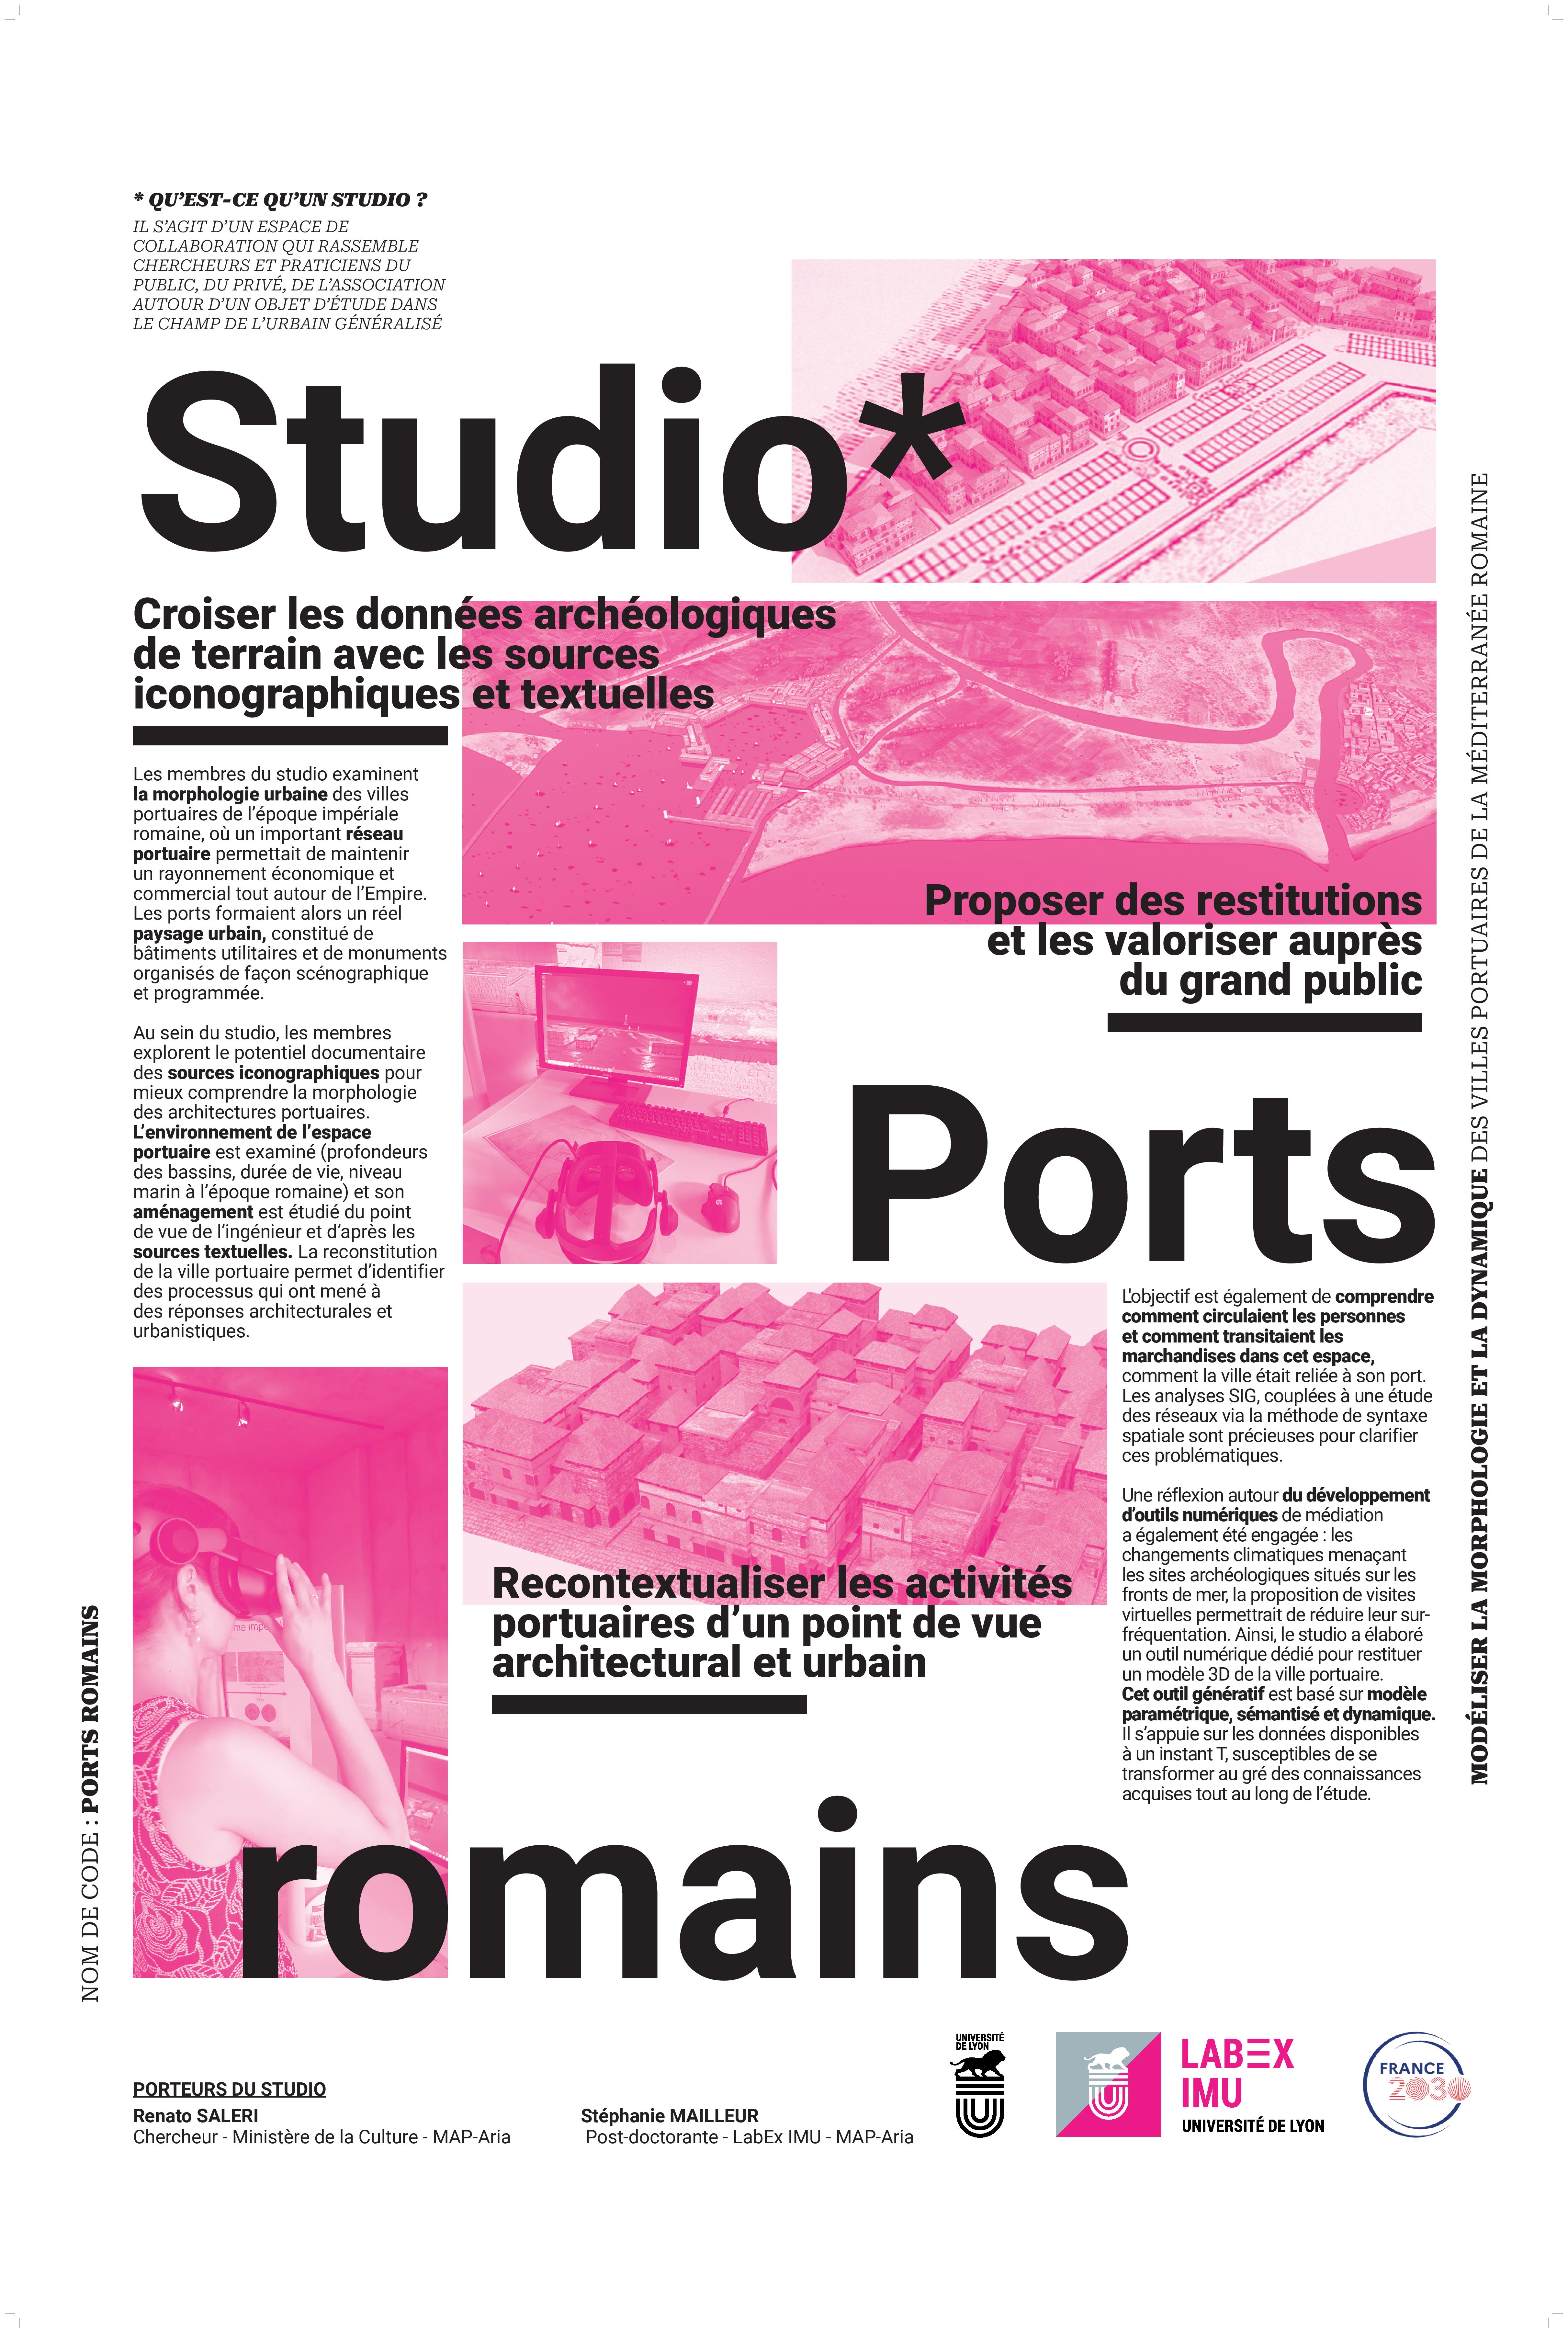 * QU'EST-CE QU'UN STUDIO ?
IL S'AGIT D'UN ESPACE DE
COLLABORATION QUI RASSEMBLE
CHERCHEURS ET PRATICIENS DU
PUBLIC, DU PRIVÉ, DE L'ASSOCIATION
AUTOUR D'UN OBJET D'ÉTUDE DANS
LE CHAMP DE L'URBAIN GÉNÉRALISÉ
Studio*
Croiser les données archéologiques
de terrain avec les sources
iconographiques et textuelles
Les membres du studio examinent
la morphologie urbaine des villes
portuaires de l'époque impériale
romaine, où un important réseau
portuaire permettait de maintenir
un rayonnement économique et
commercial tout autour de l'Empire.
Les ports formaient alors un réel
paysage urbain, constitué de
bâtiments utilitaires et de monuments
organisés de façon scénographique
et programmée.
Au sein du studio, les membres
explorent le potentiel documentaire
des sources iconographiques pour
mieux comprendre la morphologie
des architectures portuaires.
L'environnement de l'espace
portuaire est examiné (profondeurs
des bassins, durée de vie, niveau
marin à l'époque romaine) et son
aménagement est étudié du point
de vue de l'ingénieur et d'après les
sources textuelles. La reconstitution
de la ville portuaire permet d'identifier
des processus qui ont mené à
des réponses architecturales et
urbanistiques.
Proposer des restitutions
et les valoriser auprès
du grand public
Ports
L'objectif est également de comprendre
comment circulaient les personnes
et comment transitaient les
marchandises dans cet espace,
comment la ville était reliée à son port.
Les analyses SIG, couplées à une étude
des réseaux via la méthode de syntaxe
spatiale sont précieuses pour clarifier
ces problématiques.
Une réflexion autour du développement
d'outils numériques de médiation
a également été engagée : les
changements climatiques menaçant
les sites archéologiques situés sur les
fronts de mer, la proposition de visites
virtuelles permettrait de réduire leur sur-
fréquentation. Ainsi, le studio a élaboré
un outil numérique dédié pour restituer
un modèle 3D de la ville portuaire.
Cet outil génératif est basé sur modèle
paramétrique, sémantisé et dynamique.
Il s'appuie sur les données disponibles
à un instant T, susceptibles de se
transformer au gré des connaissances
acquises tout au long de l'étude.
Recontextualiser les activités
portuaires d'un point de vue
architectural et urbain
romains
NOM DE CODE : PORTS ROMAINS
MODÉLISER LA MORPHOLOGIE ET LA DYNAMIQUE DES VILLES PORTUAIRES DE LA MÉDITERRANÉE ROMAINE
PORTEURS DU STUDIO
Renato SALERI
Chercheur - Ministère de la Culture - MAP-Aria
Stéphanie MAILLEUR
Post-doctorante - LabEx IMU - MAP-Aria
UNIVERSITÉ
DE LYON
LABEX
IMU
UNIVERSITÉ DE LYON
FRANCE
2030